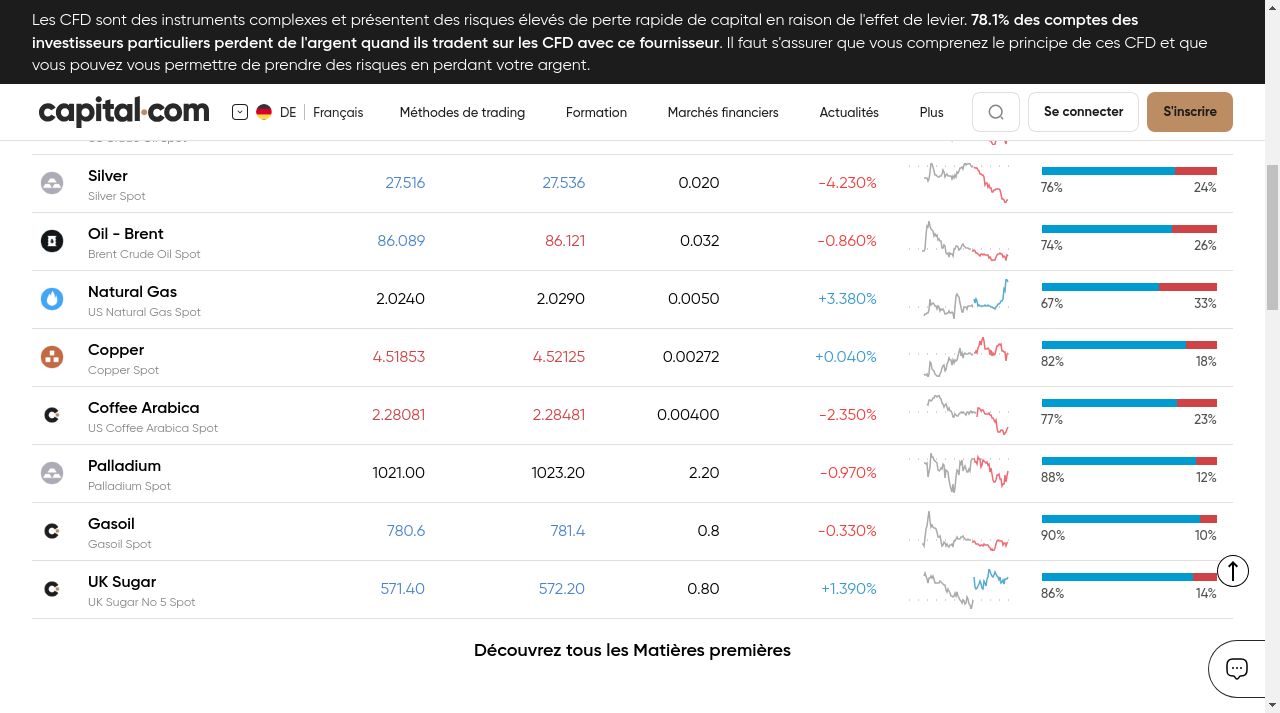 Les CFD sont des instruments complexes et présentent des risques élevés de perte rapide de capital en raison de l'effet de levier. 78.1% des comptes des
investisseurs particuliers perdent de l'argent quand ils tradent sur les CFD avec ce fournisseur. Il faut s'assurer que vous comprenez le principe de ces CFD et que
vous pouvez vous permettre de prendre des risques en perdant votre argent.
capital.com DE Français Méthodes de trading Formation Marchés financiers Actualités Plus Se connecter S'inscrire
US Crude Oil Spot
Silver 27.516 27.536 0.020 -4.230% 76% 24%
Silver Spot
Oil - Brent 86.089 86.121 0.032 -0.860% 74% 26%
Brent Crude Oil Spot
Natural Gas 2.0240 2.0290 0.0050 +3.380% 67% 33%
US Natural Gas Spot
Copper 4.51853 4.52125 0.00272 +0.040% 82% 18%
Copper Spot
Coffee Arabica 2.28081 2.28481 0.00400 -2.350% 77% 23%
US Coffee Arabica Spot
Palladium 1021.00 1023.20 2.20 -0.970% 88% 12%
Palladium Spot
Gasoil 780.6 781.4 0.8 -0.330% 90% 10%
Gasoil Spot
UK Sugar 571.40 572.20 0.80 +1.390% 86% 14%
UK Sugar No 5 Spot
Découvrez tous les Matières premières